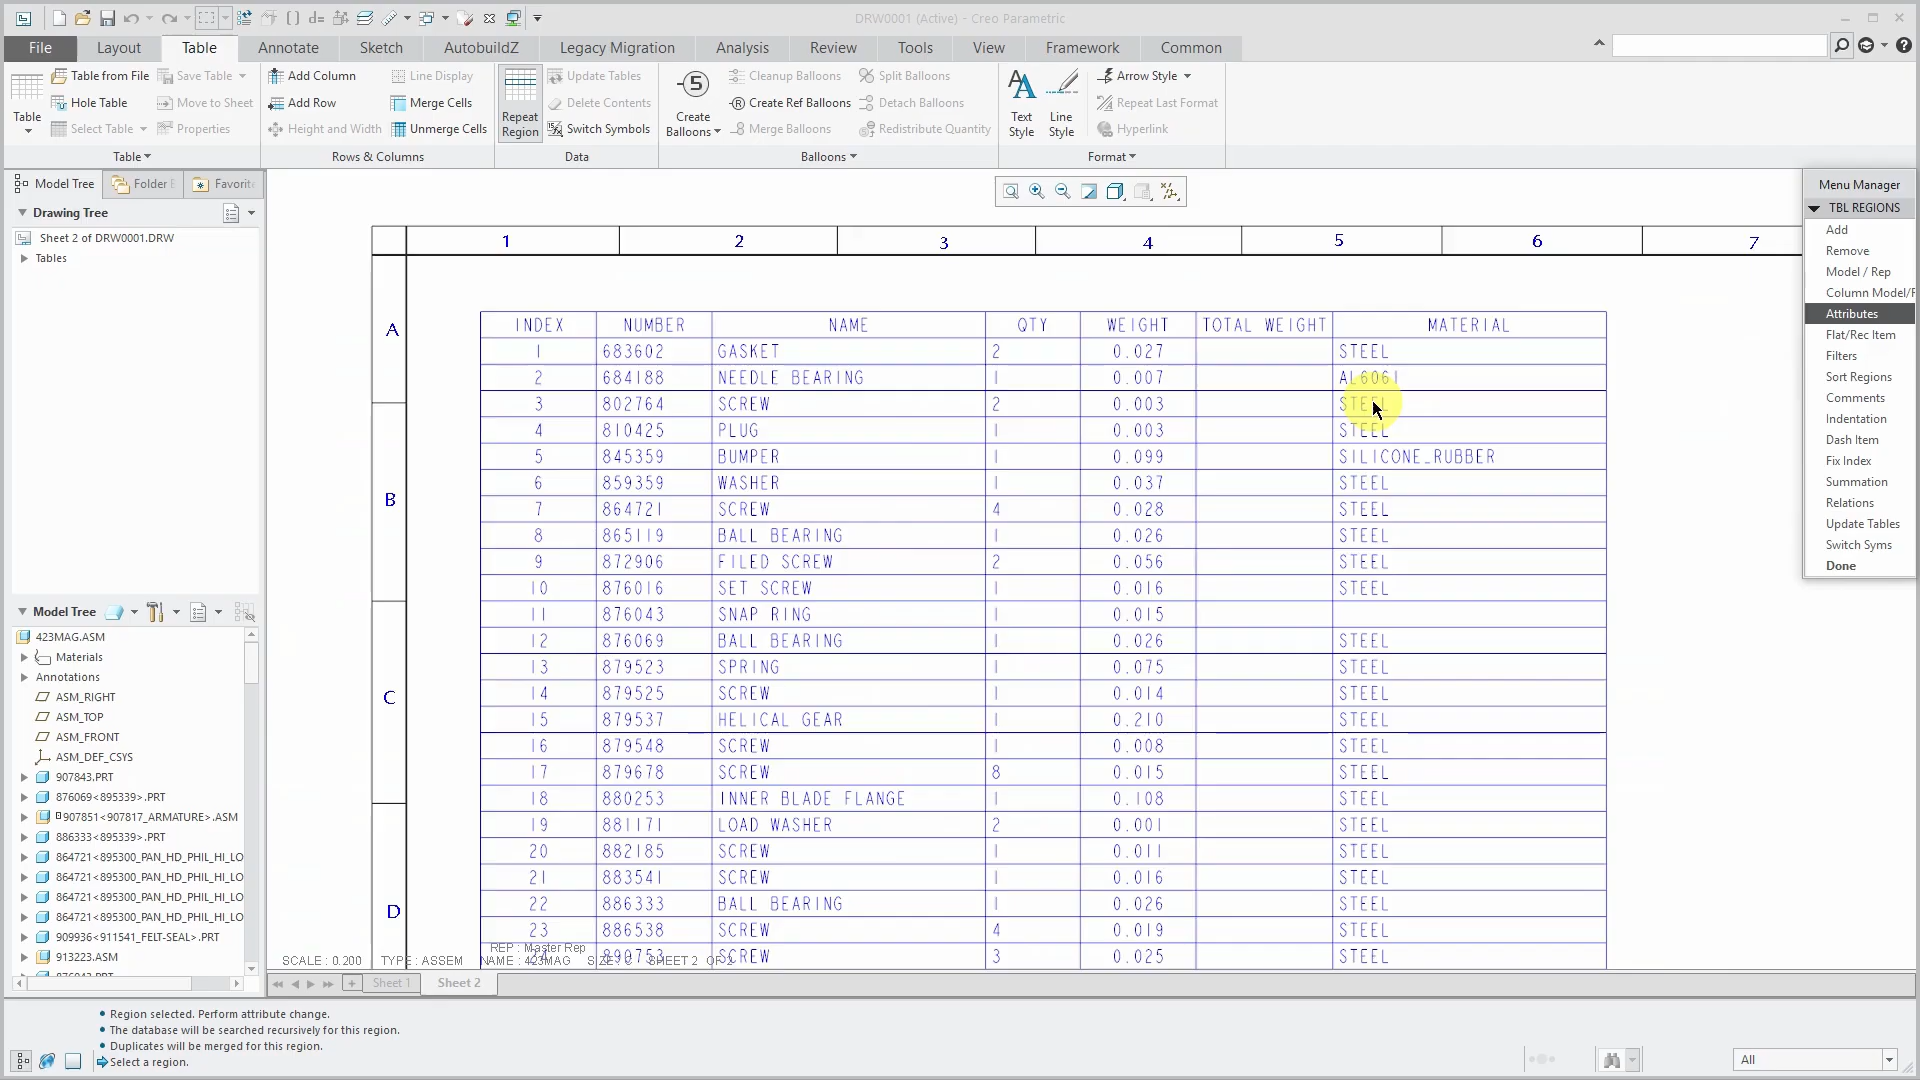 DRW0001 (Active) - Creo Parametric
File Layout Table Annotate Sketch AutobuildZ Legacy Migration Analysis Review Tools View Framework Common
Table from File Save Table Add Column Line Display Update Tables Cleanup Balloons Split Balloons Arrow Style
Hole Table Move to Sheet Add Row Merge Cells Delete Contents Create Ref Balloons Detach Balloons Repeat Last Format
Table Select Table Properties Height and Width Unmerge Cells Repeat Region Switch Symbols Create Balloons Merge Balloons Redistribute Quantity Text Style Line Style Hyperlink
Table Rows & Columns Data Balloons Format
Model Tree Folder Favorit
Drawing Tree
Sheet 2 of DRW0001.DRW
Tables
Model Tree
423MAG.ASM
Materials
Annotations
ASM_RIGHT
ASM_TOP
ASM_FRONT
ASM_DEF_CSYS
907843.PRT
876069<895339>.PRT
907851<907817_ARMATURE>.ASM
886333<895339>.PRT
864721<895300_PAN_HD_PHIL_HI_LO
864721<895300_PAN_HD_PHIL_HI_LO
864721<895300_PAN_HD_PHIL_HI_LO
864721<895300_PAN_HD_PHIL_HI_LO
909936<911541_FELT-SEAL>.PRT
913223.ASM
1 2 3 4 5 6 7
A
B
C
D
INDEX NUMBER NAME QTY WEIGHT TOTAL WEIGHT MATERIAL
1 683602 GASKET 2 0.027 STEEL
2 684188 NEEDLE BEARING 1 0.007 AL6061
3 802764 SCREW 2 0.003 STEEL
4 810425 PLUG 1 0.003 STEEL
5 845359 BUMPER 1 0.099 SILICONE_RUBBER
6 859359 WASHER 1 0.037 STEEL
7 864721 SCREW 4 0.028 STEEL
8 865119 BALL BEARING 1 0.026 STEEL
9 872906 FILED SCREW 2 0.056 STEEL
10 876016 SET SCREW 1 0.016 STEEL
11 876043 SNAP RING 1 0.015
12 876069 BALL BEARING 1 0.026 STEEL
13 879523 SPRING 1 0.075 STEEL
14 879525 SCREW 1 0.014 STEEL
15 879537 HELICAL GEAR 1 0.210 STEEL
16 879548 SCREW 1 0.008 STEEL
17 879678 SCREW 8 0.015 STEEL
18 880253 INNER BLADE FLANGE 1 0.108 STEEL
19 881171 LOAD WASHER 2 0.001 STEEL
20 882185 SCREW 1 0.011 STEEL
21 883541 SCREW 1 0.016 STEEL
22 886333 BALL BEARING 1 0.026 STEEL
23 886538 SCREW 4 0.019 STEEL
24 890753 SCREW 3 0.025 STEEL
REP : Master Rep
SCALE : 0.200 TYPE : ASSEM NAME : 423MAG SIZE : C SHEET 2 OF 2
Sheet 1 Sheet 2
Menu Manager
TBL REGIONS
Add
Remove
Model / Rep
Column Model/
Attributes
Flat/Rec Item
Filters
Sort Regions
Comments
Indentation
Dash Item
Fix Index
Summation
Relations
Update Tables
Switch Syms
Done
Region selected. Perform attribute change.
The database will be searched recursively for this region.
Duplicates will be merged for this region.
Select a region.
All